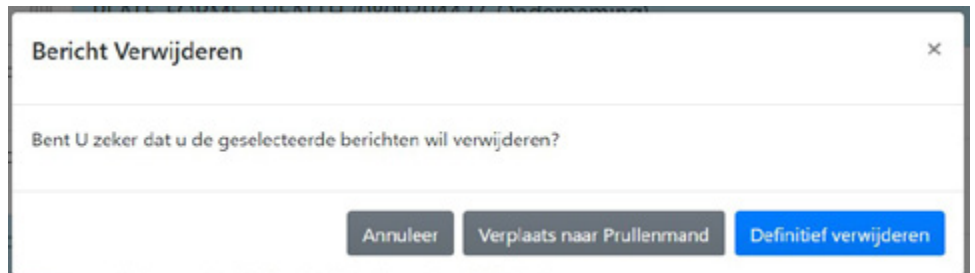 Bericht Verwijderen
×
Bent U zeker dat u de geselecteerde berichten wil verwijderen?
Annuleer
Verplaats naar Prullenmand
Definitief verwijderen